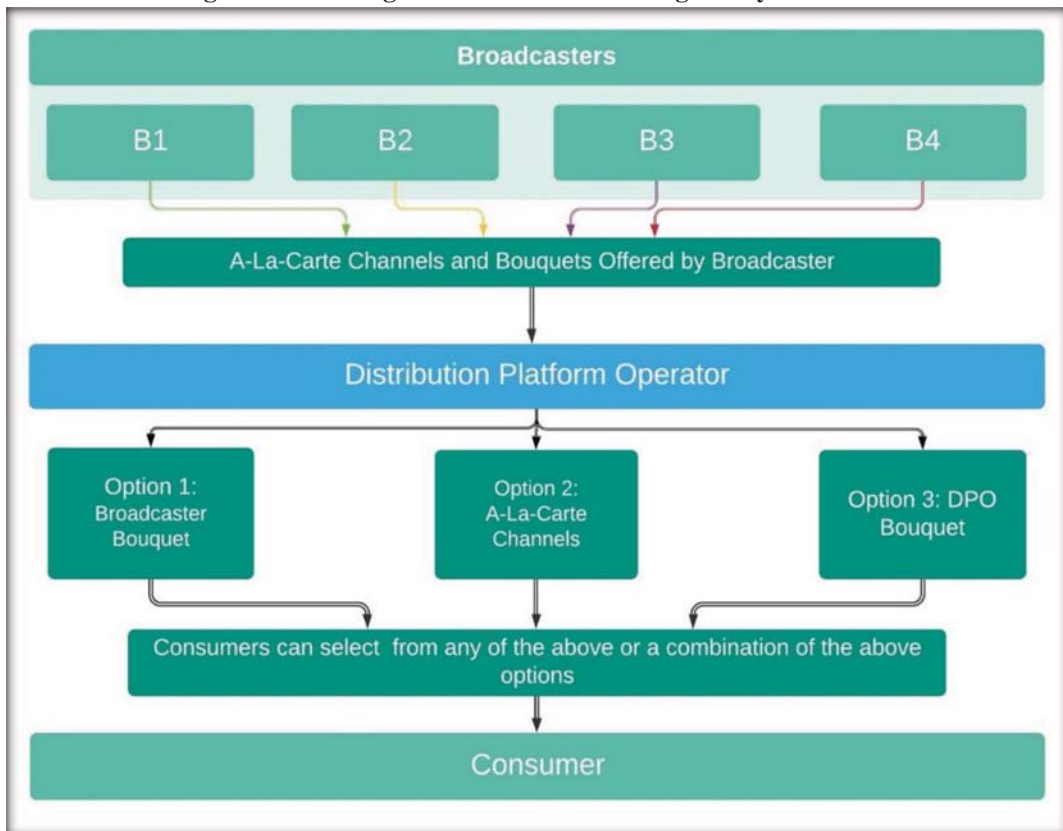 Broadcasters
B1
B2
B3
B4
A-La-Carte Channels and Bouquets Offered by Broadcaster
Distribution Platform Operator
Option 1:
Broadcaster
Bouquet
Option 2:
A-La-Carte
Channels
Option 3: DPO
Bouquet
Consumers can select from any of the above or a combination of the above
options
Consumer